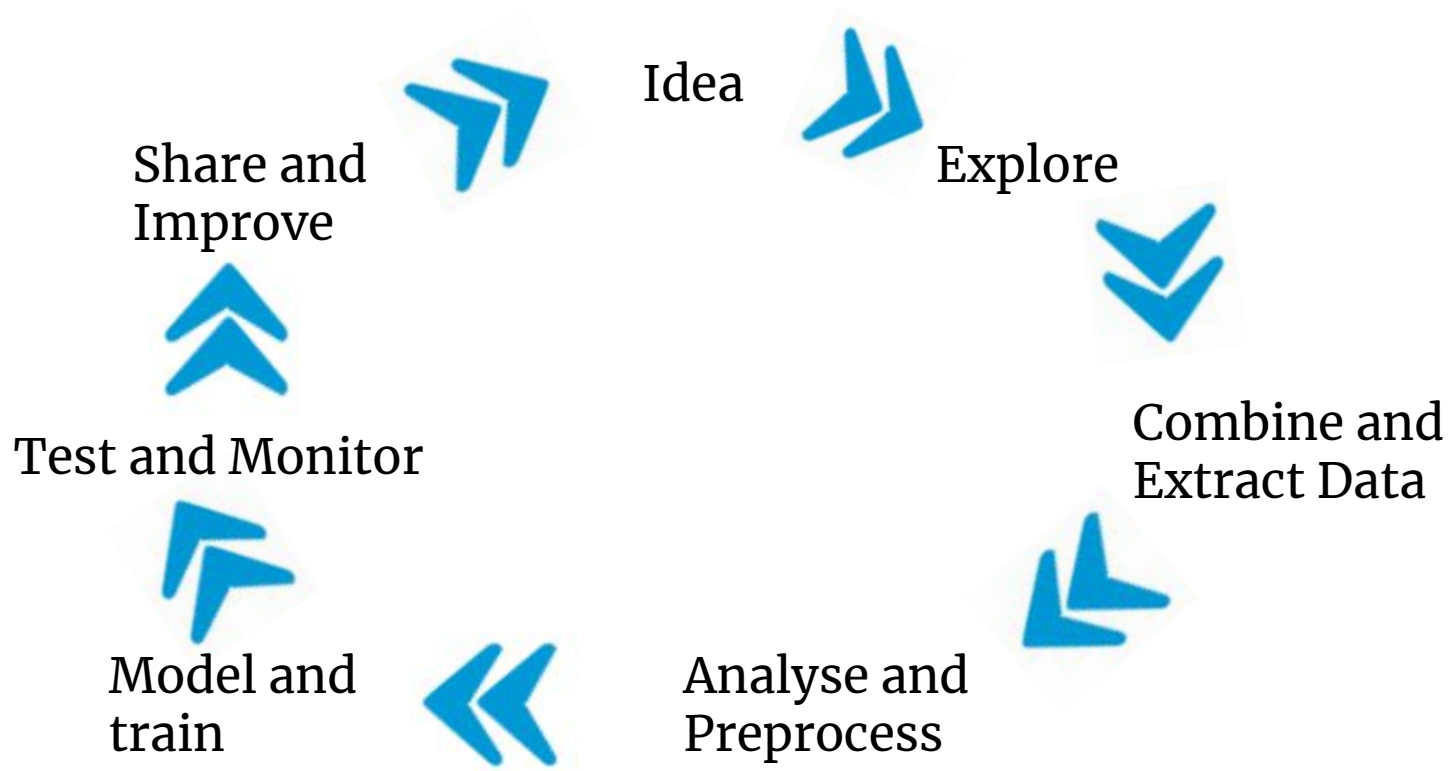 Idea
Explore
Combine and
Extract Data
Analyse and
Preprocess
Model and
train
Test and Monitor
Share and
Improve